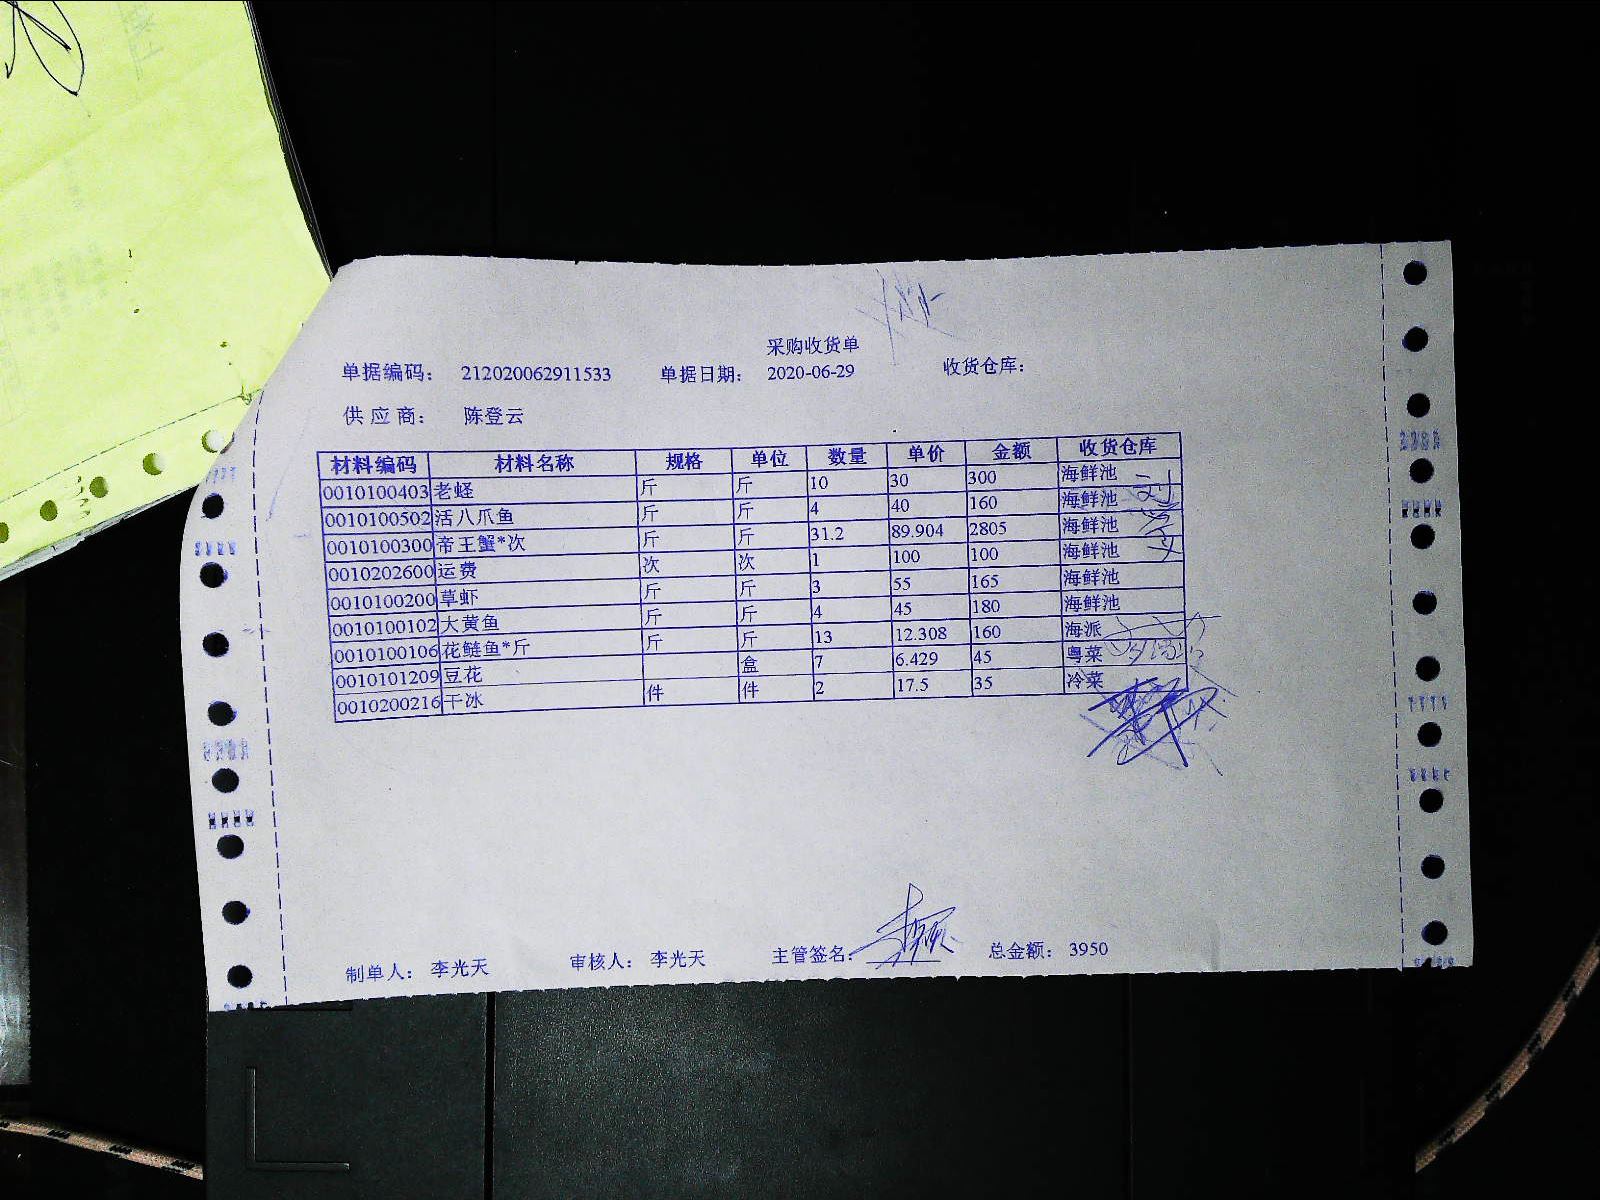 采购收货单
单据编码： 212020062911533 单据日期： 2020-06-29 收货仓库：
供应商： 陈登云
材料编码 材料名称 规格 单位 数量 单价 金额 收货仓库
0010100403 老蛏 斤 斤 10 30 300 海鲜池
0010100502 活八爪鱼 斤 斤 4 40 160 海鲜池
0010100300 帝王蟹*次 斤 斤 31.2 89.904 2805 海鲜池
0010202600 运费 次 次 1 100 100 海鲜池
0010100200 草虾 斤 斤 3 55 165 海鲜池
0010100102 大黄鱼 斤 斤 4 45 180 海鲜池
0010100106 花鲢鱼*斤 斤 斤 13 12.308 160 海派
0010101209 豆花 盒 7 6.429 45 粤菜
0010200216 干冰 件 件 2 17.5 35 冷菜
制单人： 李光天 审核人： 李光天 主管签名： 总金额： 3950